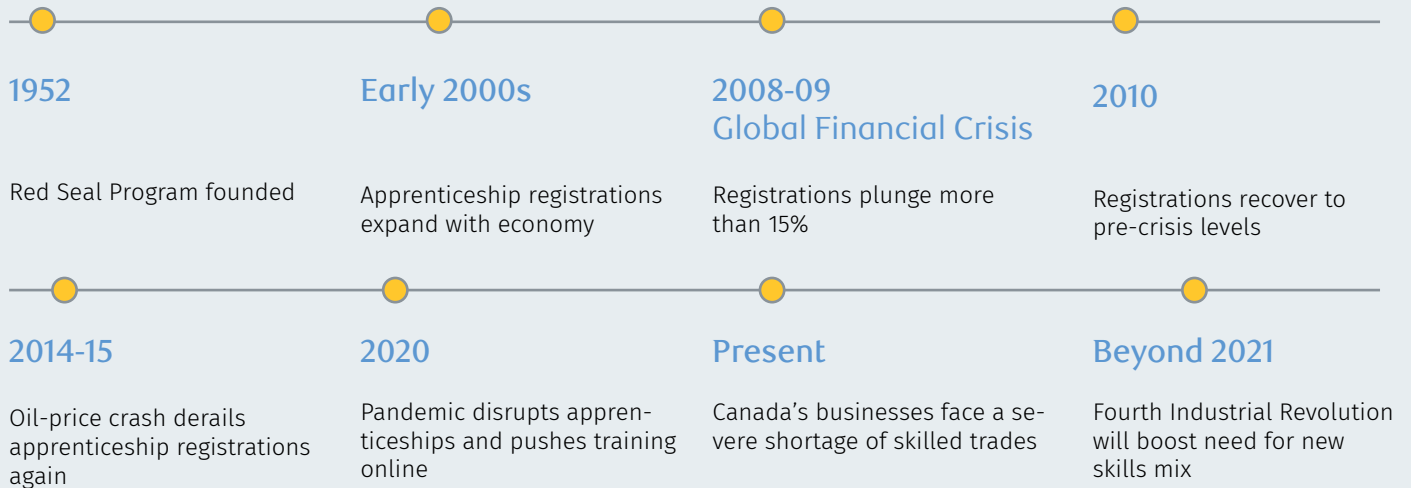 1952
Red Seal Program founded
Early 2000s
Apprenticeship registrations
expand with economy
2008-09
Global Financial Crisis
Registrations plunge more
than 15%
2010
Registrations recover to
pre-crisis levels
2014-15
Oil-price crash derails
apprenticeship registrations
again
2020
Pandemic disrupts appren-
ticeships and pushes training
online
Present
Canada's businesses face a se-
vere shortage of skilled trades
Beyond 2021
Fourth Industrial Revolution
will boost need for new
skills mix